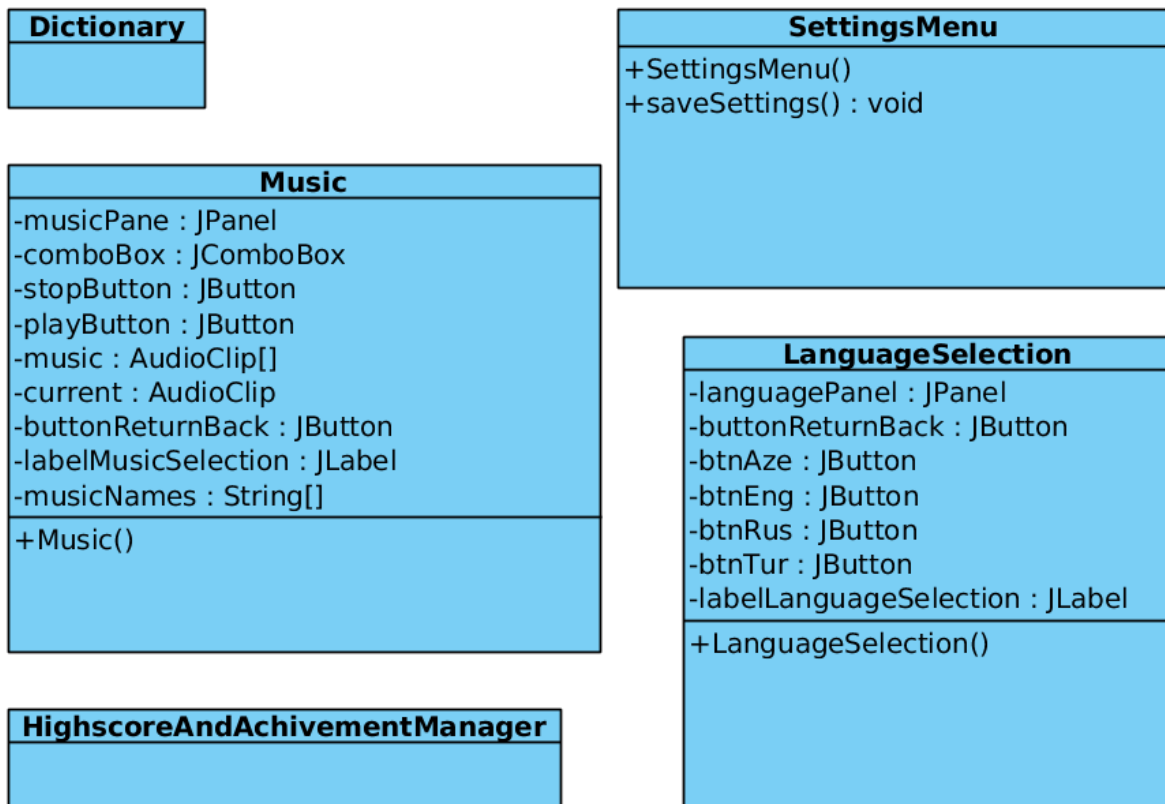 Dictionary
SettingsMenu
+SettingsMenu()
+saveSettings() : void
Music
-musicPane : JPanel
-comboBox : JComboBox
-stopButton : JButton
-playButton : JButton
-music : AudioClip[]
-current : AudioClip
-buttonReturnBack : JButton
-labelMusicSelection : JLabel
-musicNames : String[]
+Music()
LanguageSelection
-languagePanel : JPanel
-buttonReturnBack : JButton
-btnAze : JButton
-btnEng : JButton
-btnRus : JButton
-btnTur : JButton
-labelLanguageSelection : JLabel
+LanguageSelection()
HighscoreAndAchivementManager